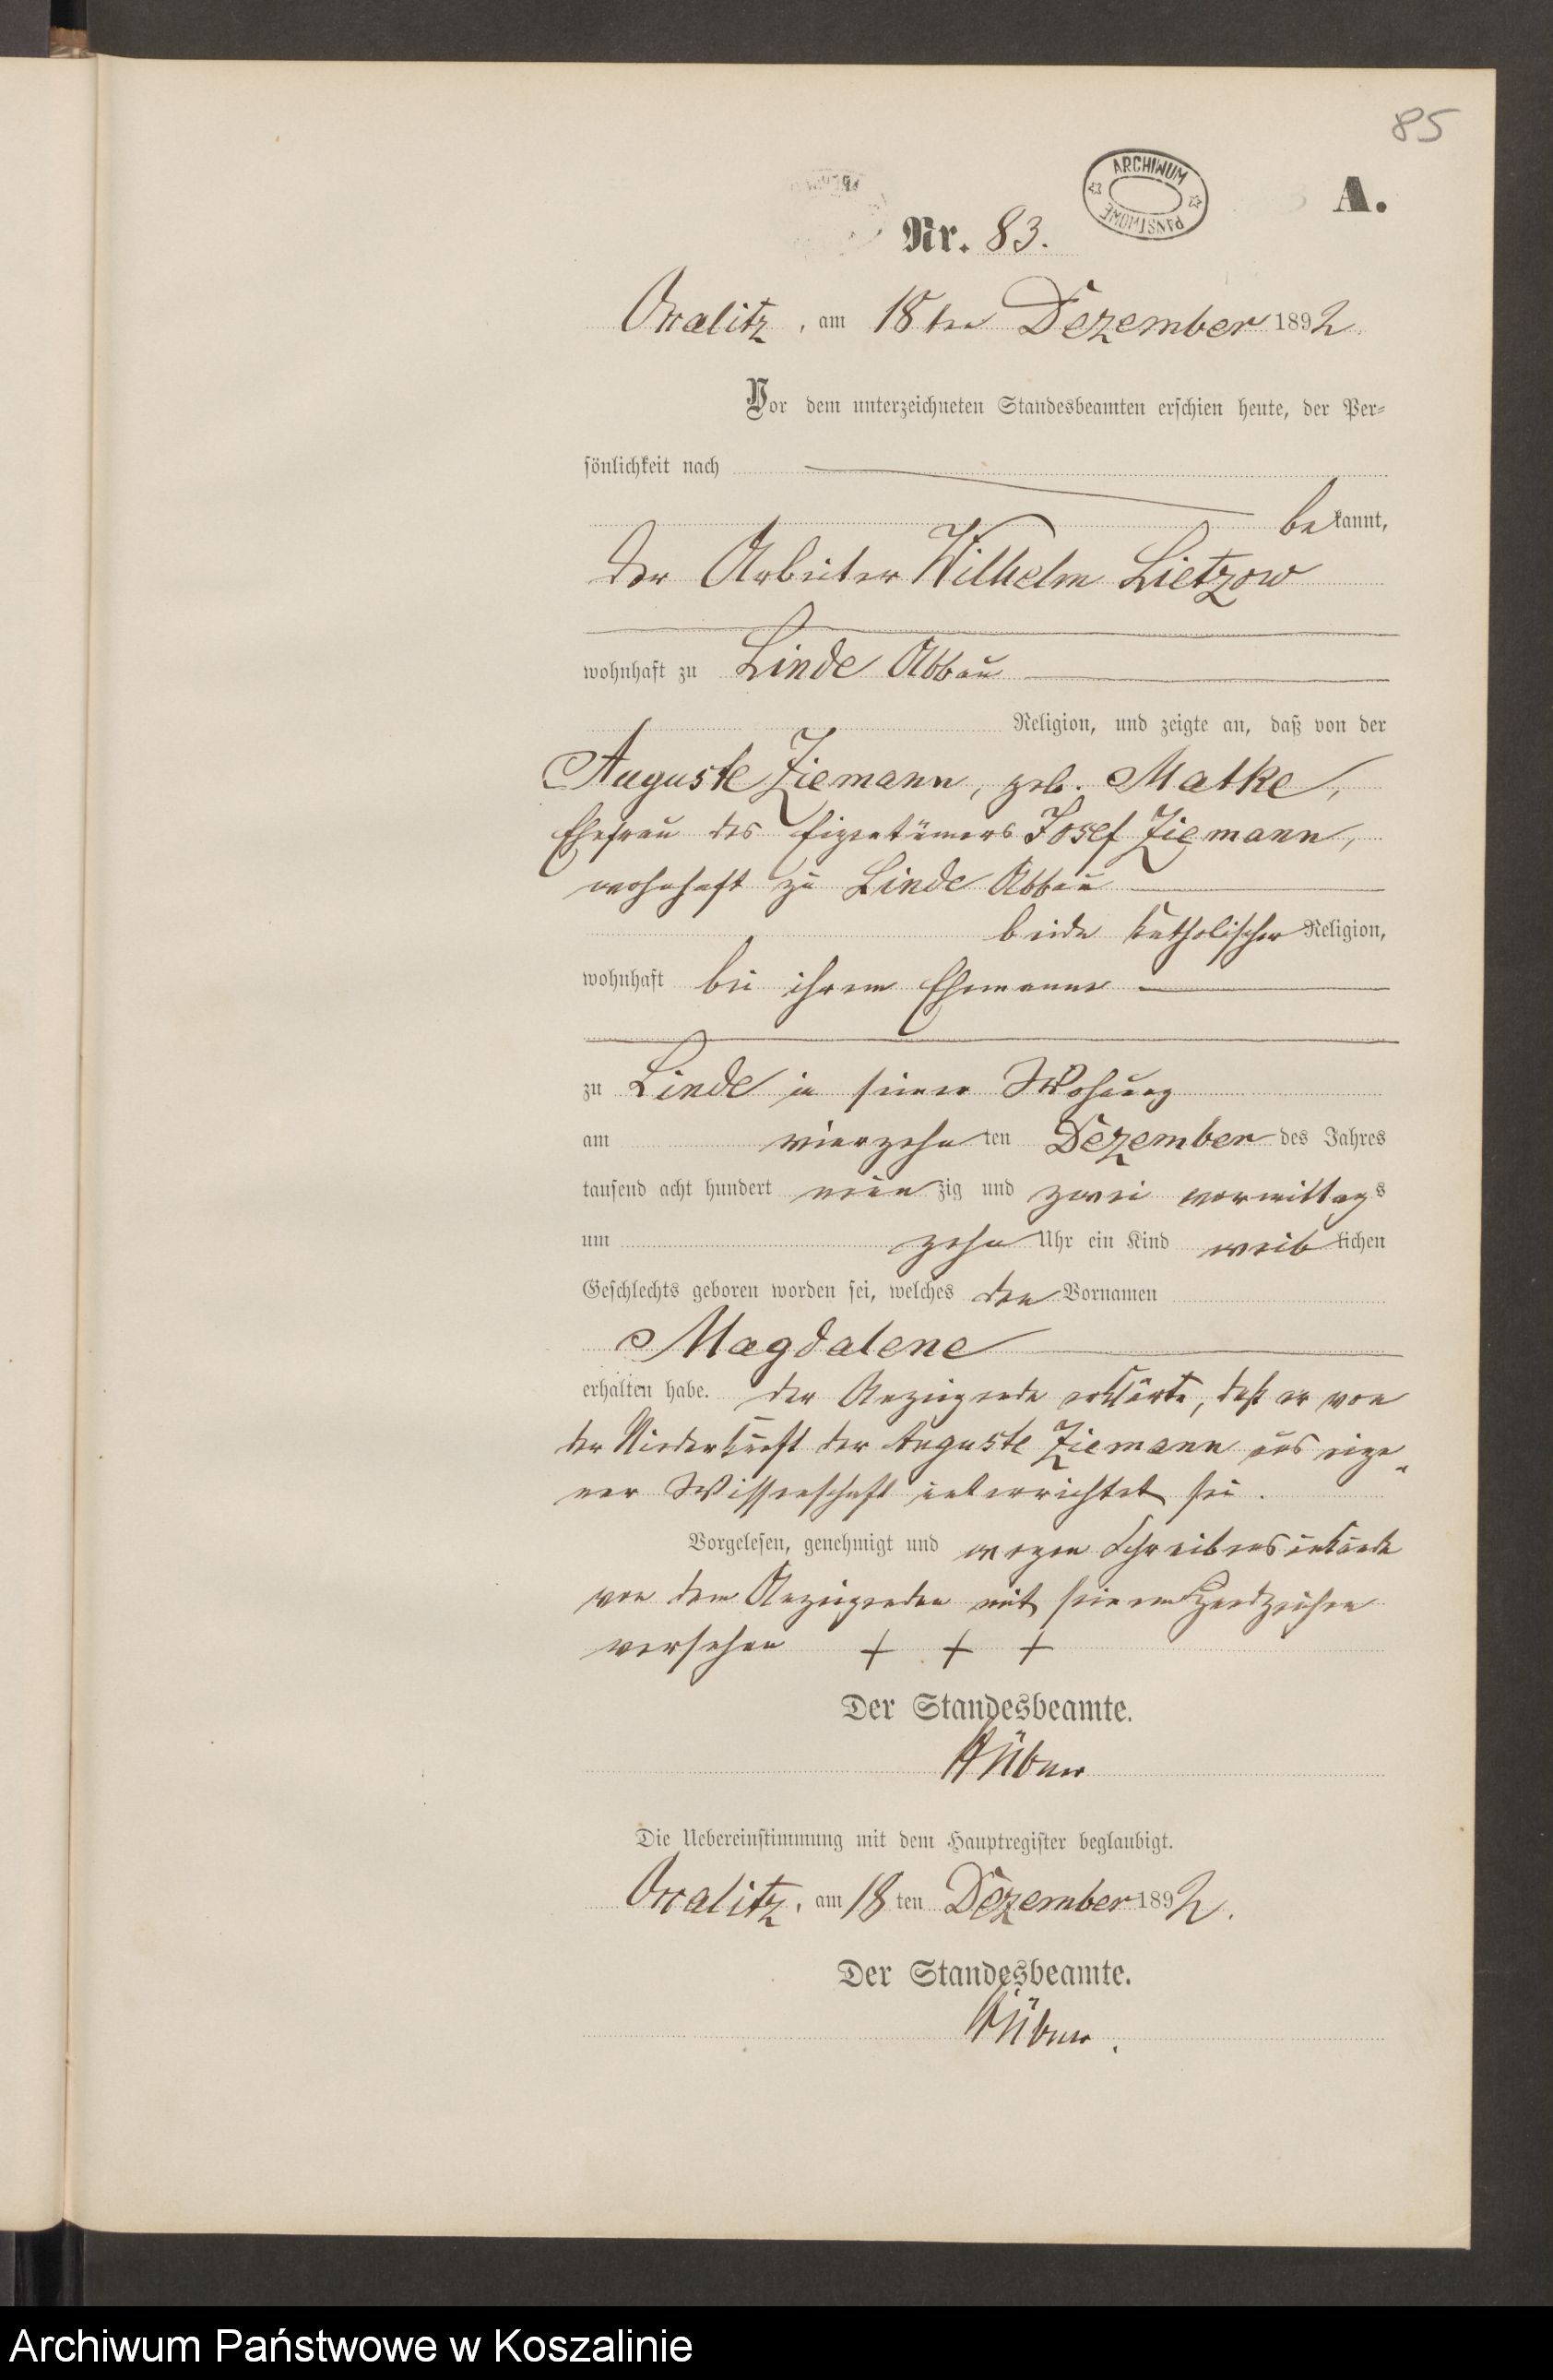 85
ARCHIWUM PAŃSTWOWE
A.
Nr. 83.
am 18ten Dezember 1892.
Vor dem unterzeichneten Standesbeamten erschien heute, der Per=
sönlichkeit nach
bekannt,
der Arbeiter Wilhelm Lietzow
wohnhaft zu Linde Abbau
Religion, und zeigte an, daß von der
Auguste Ziemann, geb. Matke,
Ehefrau des Eigentümers Josef Ziemann,
wohnhaft zu Linde Abbau
beide katholischer Religion,
wohnhaft bei ihrem Ehemanne
zu Linde in seiner Wohnung
am vierzehnten Dezember des Jahres
tausend acht hundert neunzig und zwei vormittags
um zehn Uhr ein Kind weiblichen
Geschlechts geboren worden sei, welches den Vornamen
Magdalene
erhalten habe. Der Anzeigende erklärte, daß er von
der Niederkunft der Auguste Ziemann aus eige„
ner Wissenschaft unterrichtet sei.
Vorgelesen, genehmigt und wegen Schreibensunkunde
von dem Anzeigenden mit seinem Handzeichen
versehen + + +
Der Standesbeamte.
Die Uebereinstimmung mit dem Hauptregister beglaubigt.
am 18ten Dezember 1892.
Der Standesbeamte.
Archiwum Państwowe w Koszalinie